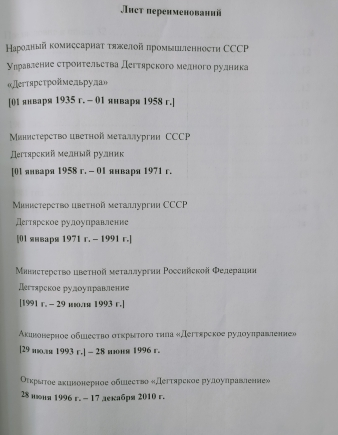 Лист переименований
Народный комиссариат тяжелой промышленности СССР
Управление строительства Дегтярского медного рудника
«Дегтярстроймедьруда»
[01 января 1935 г. – 01 января 1958 г.]
Министерство цветной металлургии СССР
Дегтярский медный рудник
[01 января 1958 г. – 01 января 1971 г.
Министерство цветной металлургии СССР
Дегтярское рудоуправление
[01 января 1971 г. – 1991 г.]
Министерство цветной металлургии Российской Федерации
Дегтярское рудоуправление
[1991 г. – 29 июля 1993 г.]
Акционерное общество открытого типа «Дегтярское рудоуправление»
[29 июля 1993 г.] – 28 июня 1996 г.
Открытое акционерное общество «Дегтярское рудоуправление»
28 июня 1996 г. – 17 декабря 2010 г.